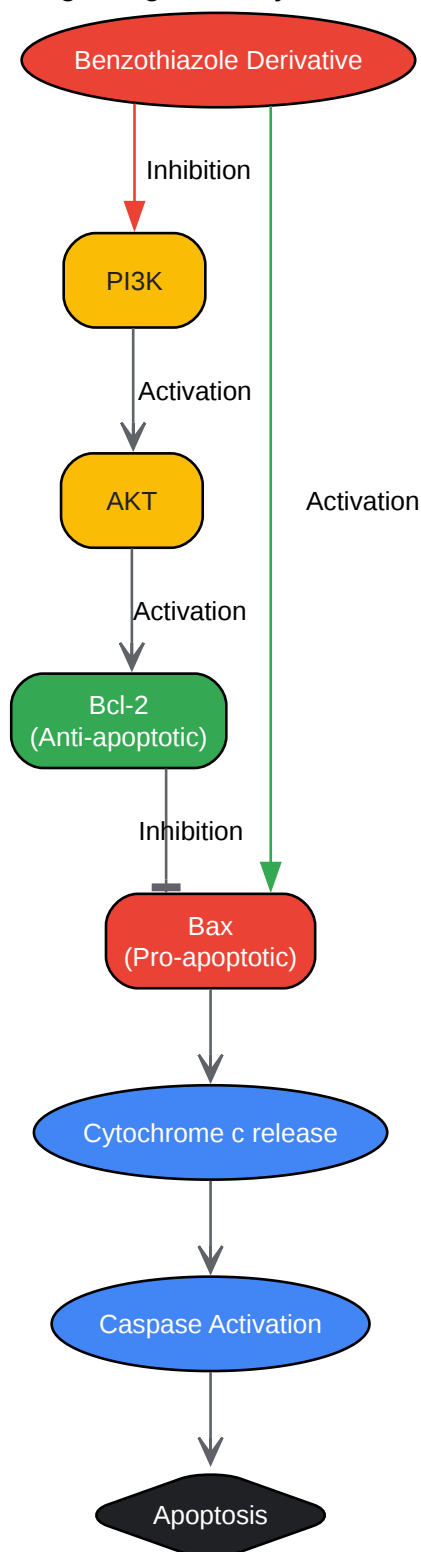 Benzothiazole Derivative
Inhibition
PI3K
Activation
AKT
Activation
Activation
Bcl-2
(Anti-apoptotic)
Inhibition
Bax
(Pro-apoptotic)
Cytochrome c release
Caspase Activation
Apoptosis